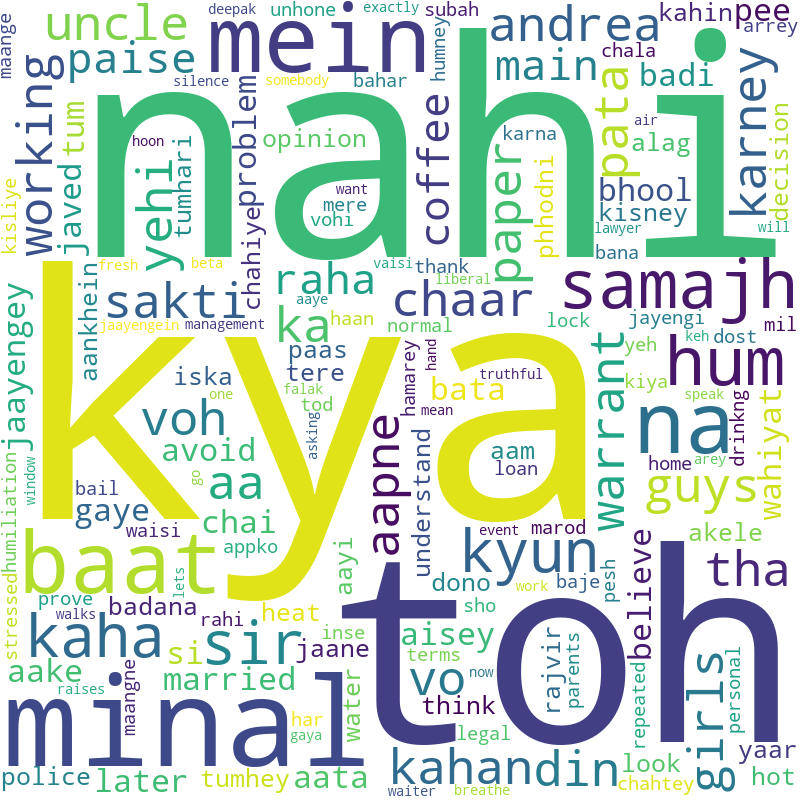 maange
uncle
paise
deepak
unhone
exactly
subah
kahin
pee
arrey
mein
andrea
humney
chala
silence
somebody
bahar
main
badi
working
nahi
hoon
javed
tum
yehi
tumhari
chahiye
problem
opinion
want
mere
vohi
coffee
karna
paper
phhodni
pata
air
alag
bhool
kisney
lawyer
karney
decision
will
kisliye
bana
vaisi
thank
fresh
beta
raha
liberal
samajh
jaayengey
aankhein
sakti
aaye
jaayengein
management
ka
haan
normal
chaar
lock
jayengi
mil
kya
paas
iska
tere
hamarey
hand
truthful
yeh
keh
dost
kiya
hum
warrant
falak
one
tod
asking
mean
bata
speak
voh
avoid
aapne
aam
loan
na
home
arey
drinkng
wahiyat
window
bail
aa
go
gaye
chai
waisi
appko
understand
guys
event
marod
akele
stressed
humiliation
baat
lets
aayi
toh
kyun
dono
work
baje
pesh
believe
tha
prove
walks
badana
rahi
heat
sho
kaha
si
sir
inse
jaane
aisey
rajvir
parents
aake
married
terms
vo
think
now
repeated
girls
personal
raises
maangne
har
gaya
water
legal
minal
yaar
police
later
tumhey
aata
kahandin
look
chahtey
hot
waiter
breathe